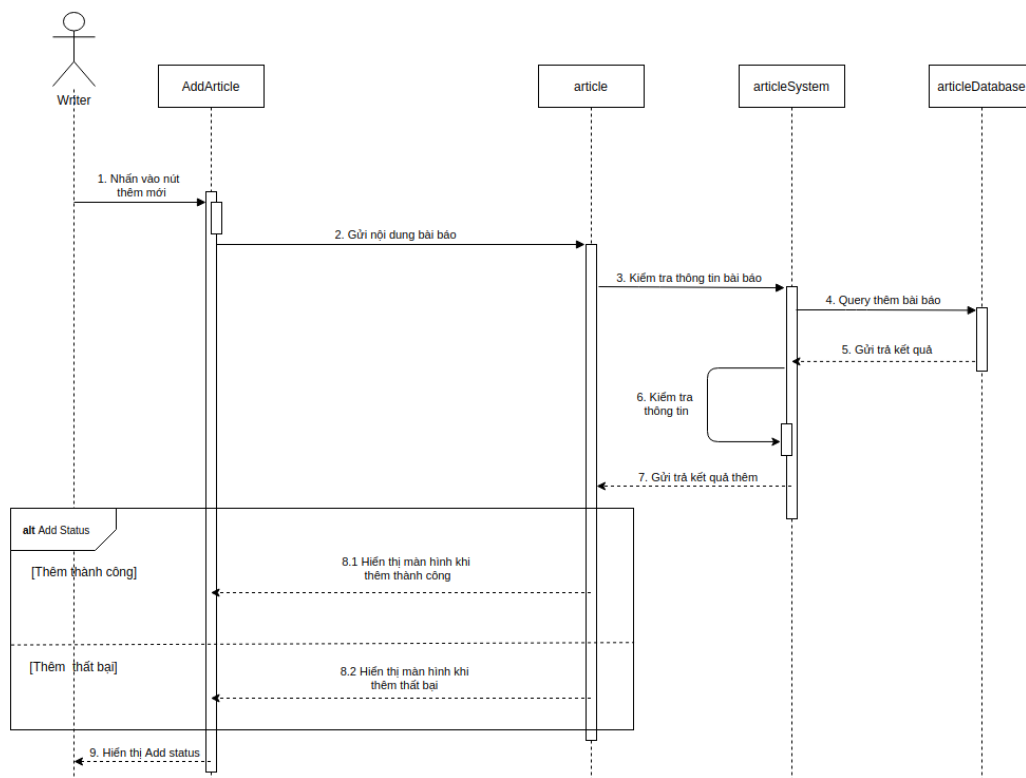 Writer
AddArticle
article
articleSystem
articleDatabase
1. Nhấn vào nút
thêm mới
2. Gửi nội dung bài báo
3. Kiểm tra thông tin bài báo
4. Query thêm bài báo
5. Gửi trả kết quả
6. Kiểm tra
thông tin
7. Gửi trả kết quả thêm
alt Add Status
[Thêm thành công]
8.1 Hiển thị màn hình khi
thêm thành công
[Thêm thất bại]
8.2 Hiển thị màn hình khi
thêm thất bại
9. Hiển thị Add status